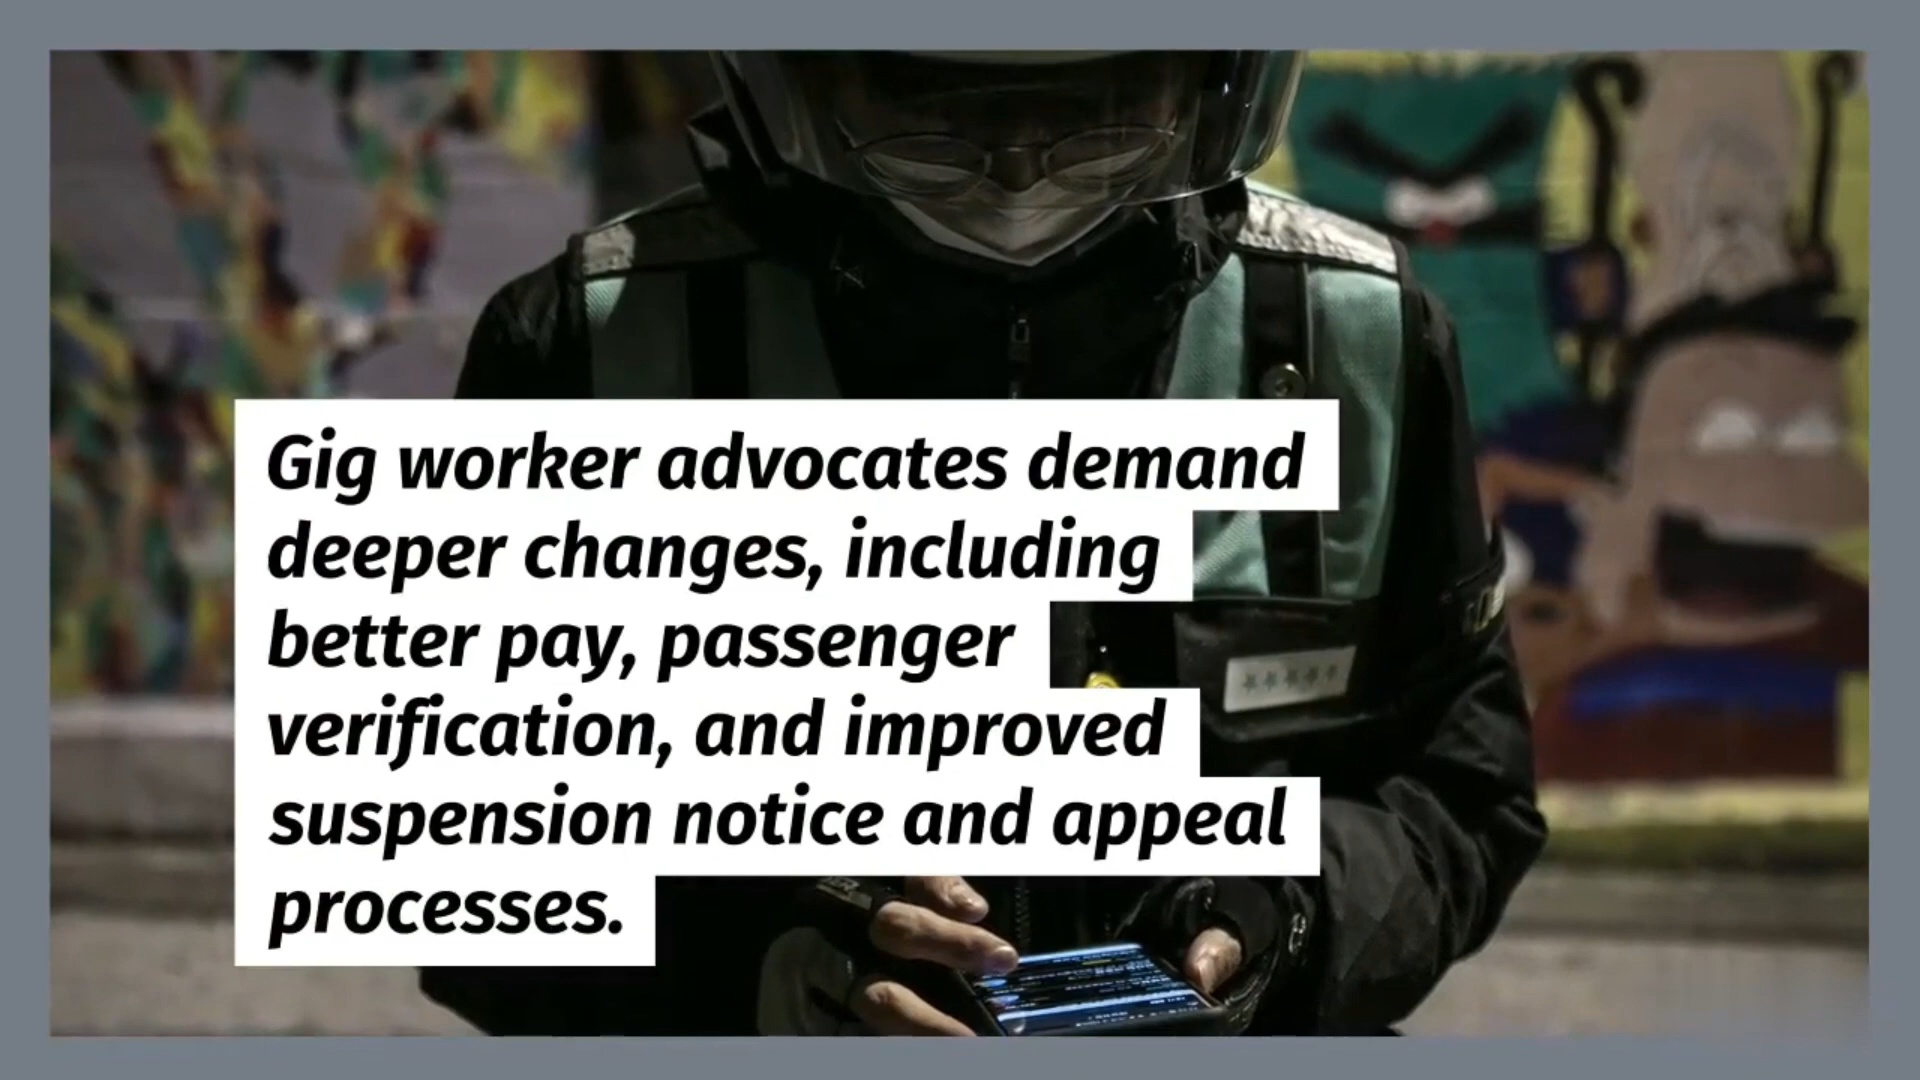 Gig worker advocates demand
deeper changes, including
better pay, passenger
verification, and improved
suspension notice and appeal
processes.